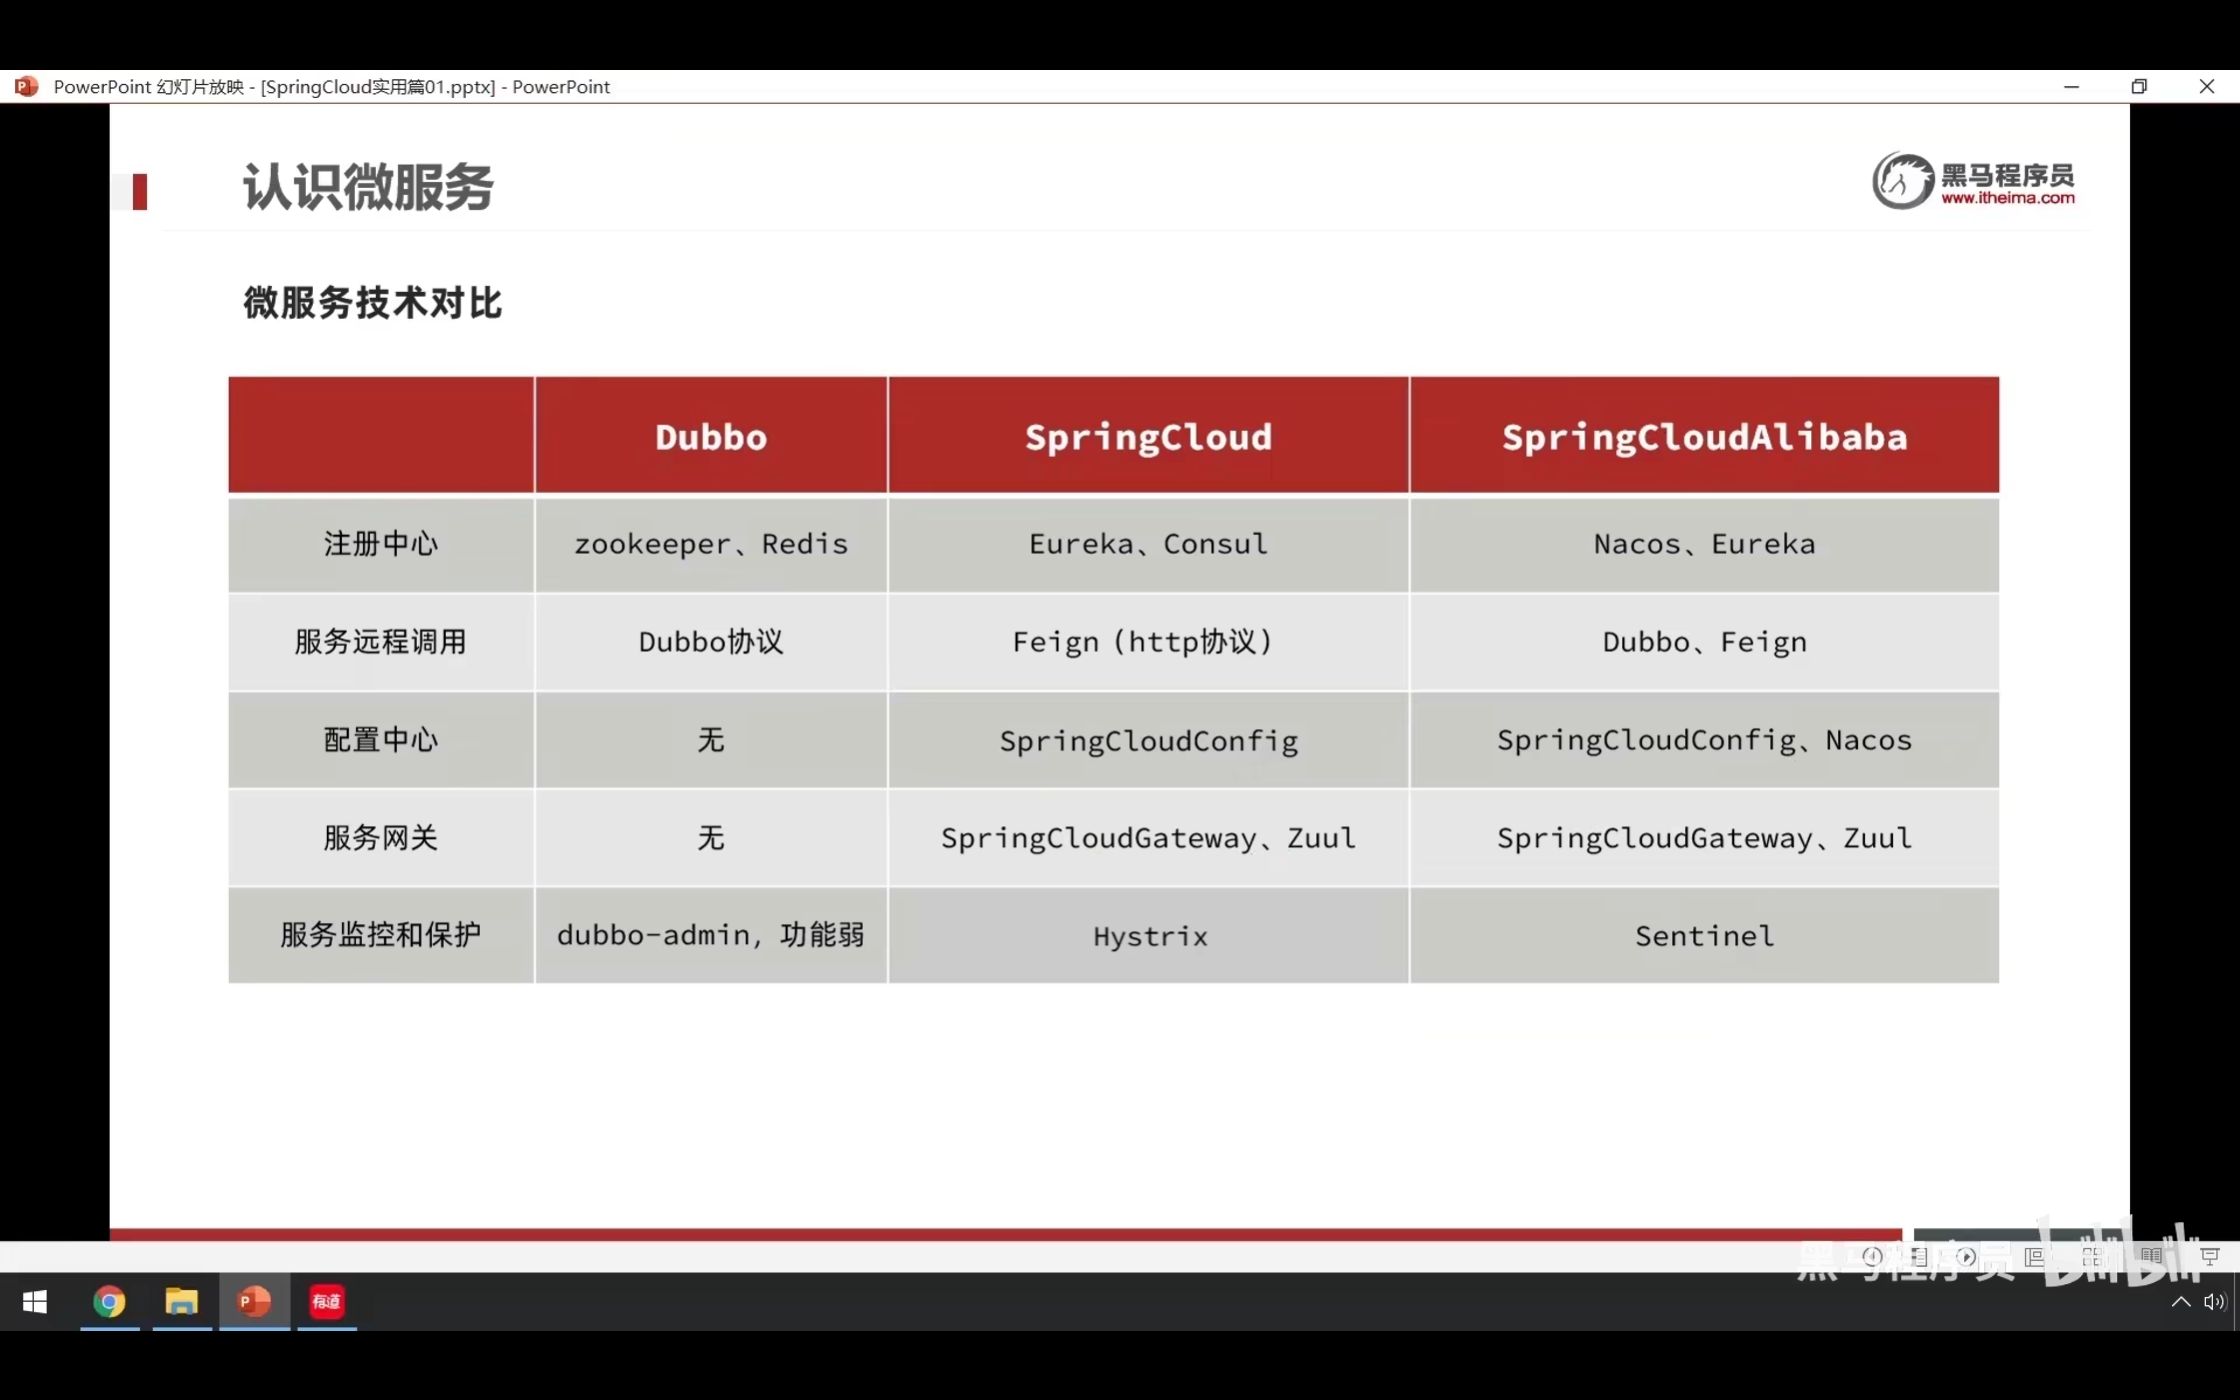 PowerPoint 幻灯片放映 - [SpringCloud实用篇01.pptx] - PowerPoint
认识微服务
黑马程序员
www.itheima.com
微服务技术对比
Dubbo SpringCloud SpringCloudAlibaba
注册中心 zookeeper、Redis Eureka、Consul Nacos、Eureka
服务远程调用 Dubbo协议 Feign（http协议） Dubbo、Feign
配置中心 无 SpringCloudConfig SpringCloudConfig、Nacos
服务网关 无 SpringCloudGateway、Zuul SpringCloudGateway、Zuul
服务监控和保护 dubbo-admin，功能弱 Hystrix Sentinel
黑马程序员 bilibili
有道